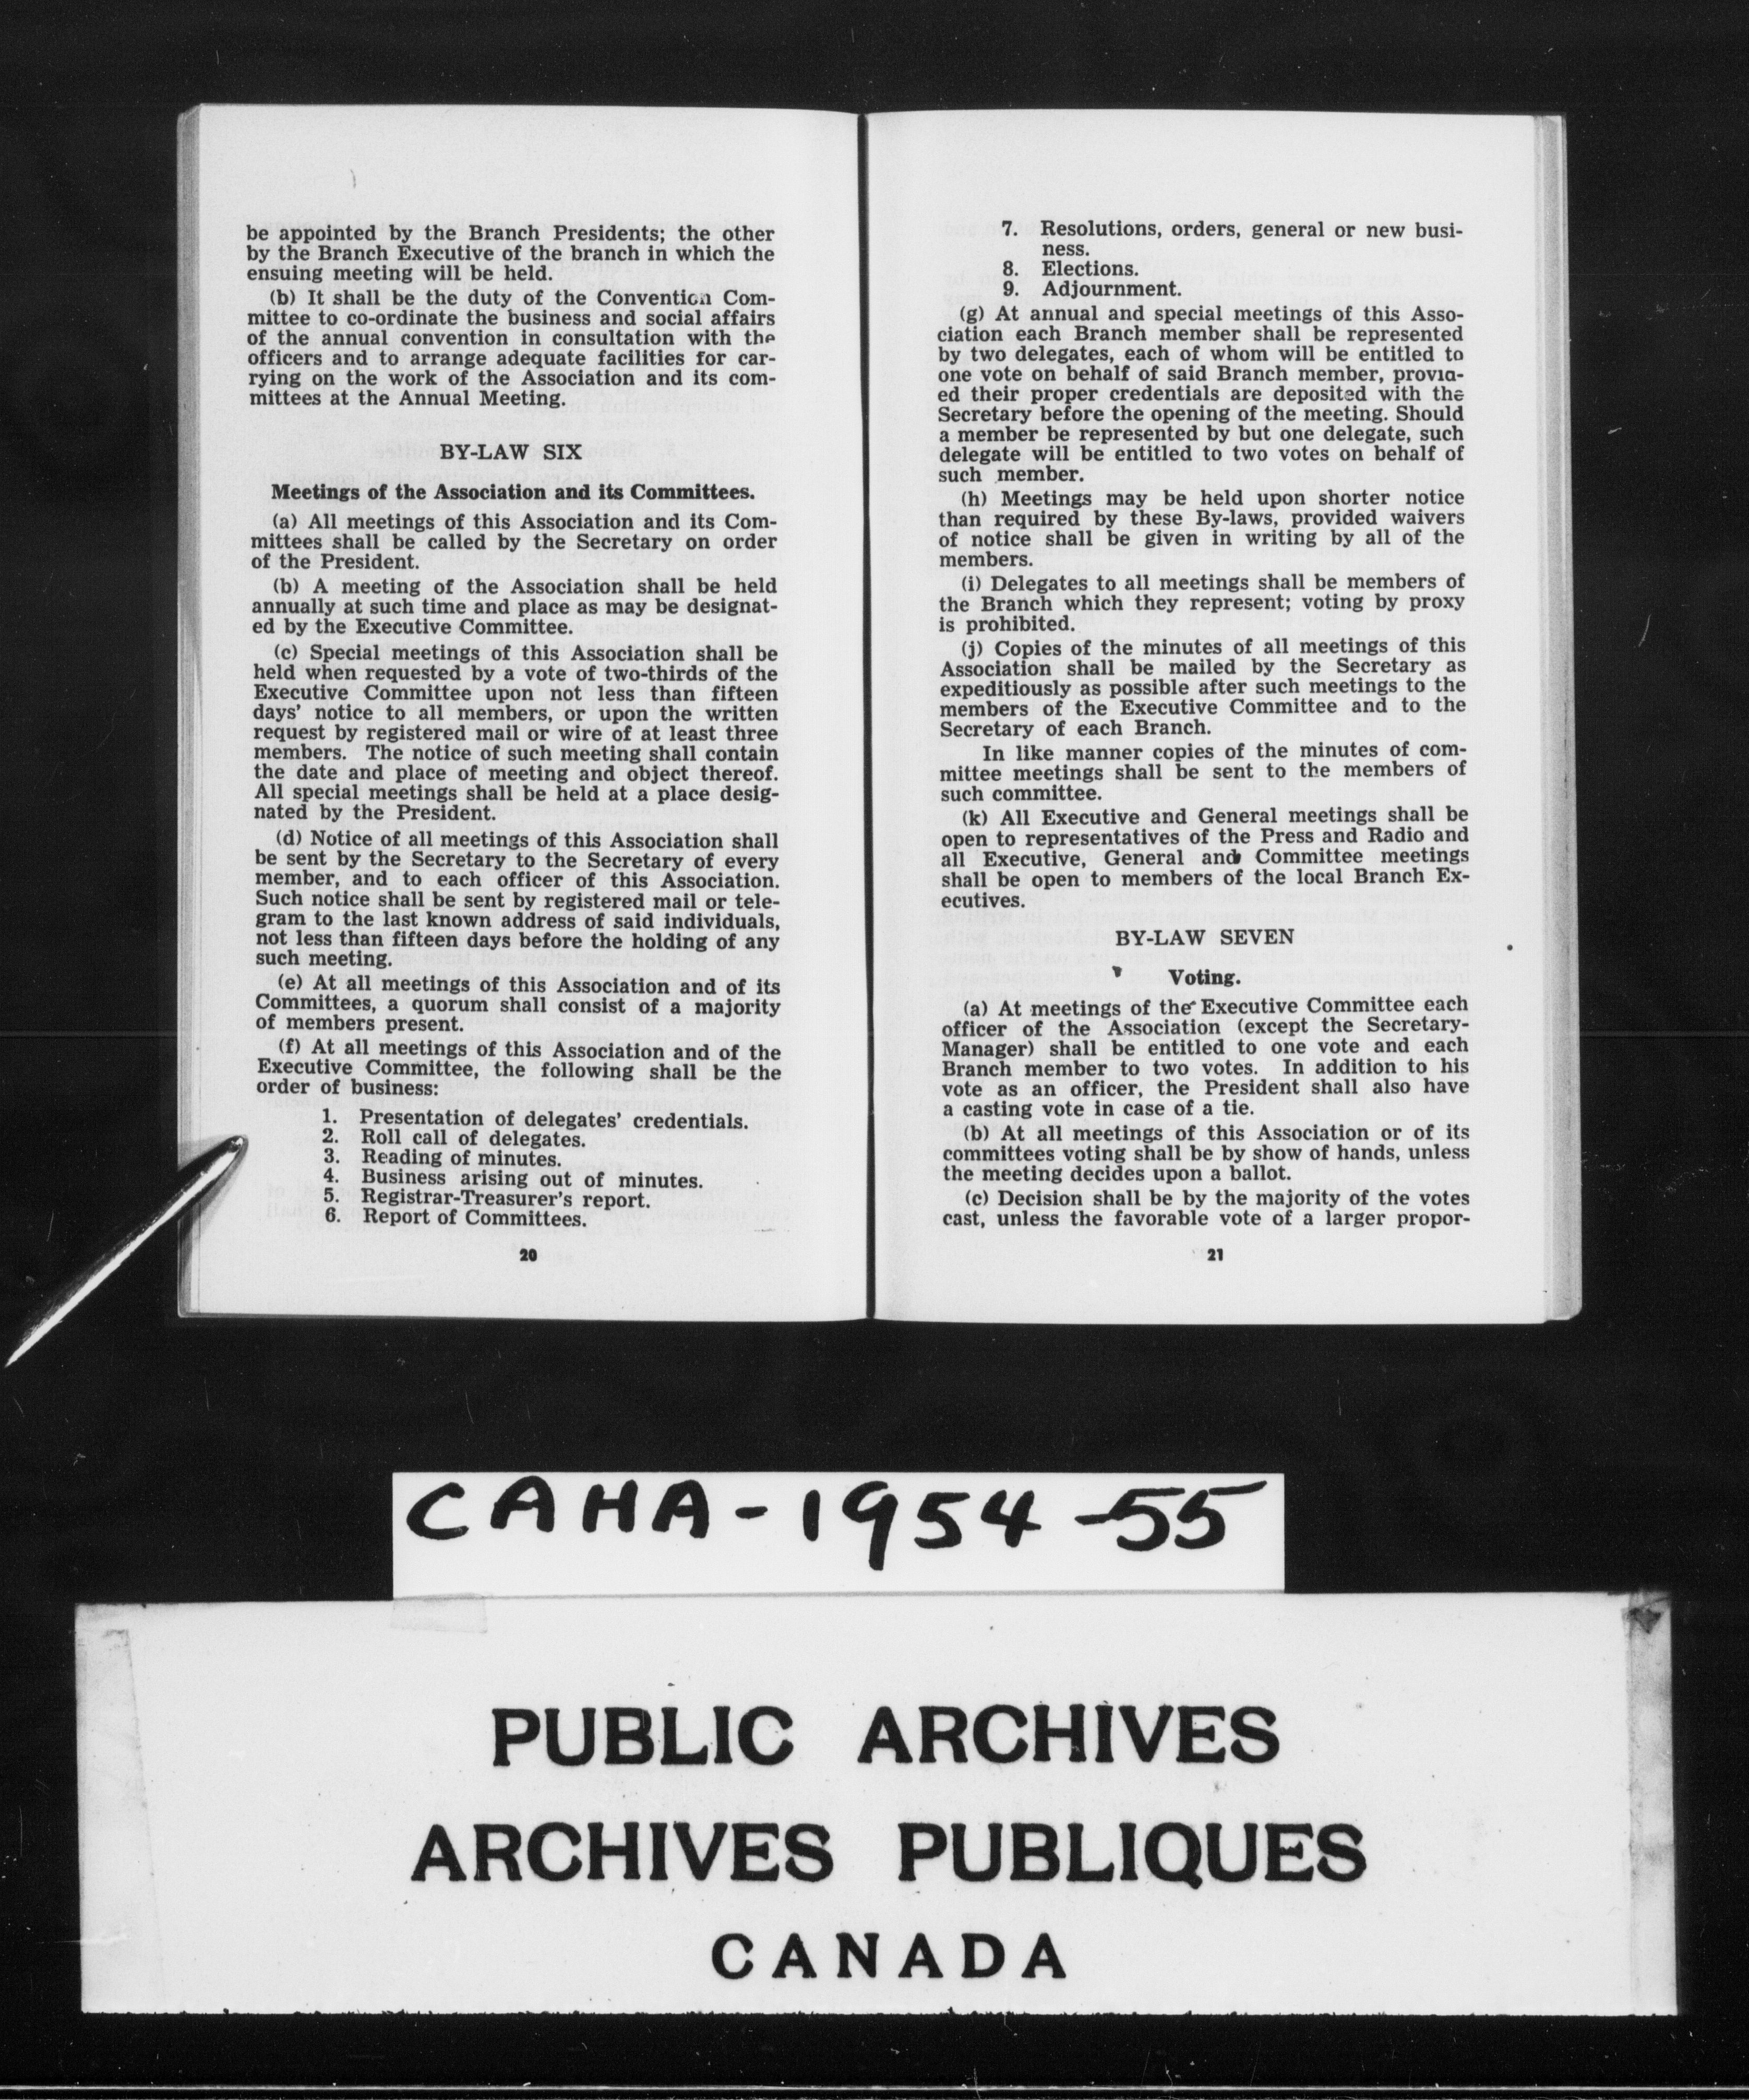 be appointed by the Branch Presidents; the other
by the Branch Executive of the branch in which the
ensuing meeting will be held.
(b) It shall be the duty of the Convention Com-
mittee to co-ordinate the business and social affairs
of the annual convention in consultation with the
officers and to arrange adequate facilities for car-
rying on the work of the Association and its com-
mittees at the Annual Meeting.
BY-LAW SIX
Meetings of the Association and its Committees.
(a) All meetings of this Association and its Com-
mittees shall be called by the Secretary on order
of the President.
(b) A meeting of the Association shall be held
annually at such time and place as may be designat-
ed by the Executive Committee.
(c) Special meetings of this Association shall be
held when requested by a vote of two-thirds of the
Executive Committee upon not less than fifteen
days' notice to all members, or upon the written
request by registered mail or wire of at least three
members. The notice of such meeting shall contain
the date and place of meeting and object thereof.
All special meetings shall be held at a place desig-
nated by the President.
(d) Notice of all meetings of this Association shall
be sent by the Secretary to the Secretary of every
member, and to each officer of this Association.
Such notice shall be sent by registered mail or tele-
gram to the last known address of said individuals,
not less than fifteen days before the holding of any
such meeting.
(e) At all meetings of this Association and of its
Committees, a quorum shall consist of a majority
of members present.
(f) At all meetings of this Association and of the
Executive Committee, the following shall be the
order of business:
1. Presentation of delegates' credentials.
2. Roll call of delegates.
3. Reading of minutes.
4. Business arising out of minutes.
5. Registrar-Treasurer's report.
6. Report of Committees.
20
7. Resolutions, orders, general or new busi-
ness.
8. Elections.
9. Adjournment.
(g) At annual and special meetings of this Asso-
ciation each Branch member shall be represented
by two delegates, each of whom will be entitled to
one vote on behalf of said Branch member, provid-
ed their proper credentials are deposited with the
Secretary before the opening of the meeting. Should
a member be represented by but one delegate, such
delegate will be entitled to two votes on behalf of
such member.
(h) Meetings may be held upon shorter notice
than required by these By-laws, provided waivers
of notice shall be given in writing by all of the
members.
(i) Delegates to all meetings shall be members of
the Branch which they represent; voting by proxy
is prohibited.
(j) Copies of the minutes of all meetings of this
Association shall be mailed by the Secretary as
expeditiously as possible after such meetings to the
members of the Executive Committee and to the
Secretary of each Branch.
In like manner copies of the minutes of com-
mittee meetings shall be sent to the members of
such committee.
(k) All Executive and General meetings shall be
open to representatives of the Press and Radio and
all Executive, General and Committee meetings
shall be open to members of the local Branch Ex-
ecutives.
BY-LAW SEVEN
Voting.
(a) At meetings of the Executive Committee each
officer of the Association (except the Secretary-
Manager) shall be entitled to one vote and each
Branch member to two votes. In addition to his
vote as an officer, the President shall also have
a casting vote in case of a tie.
(b) At all meetings of this Association or of its
committees voting shall be by show of hands, unless
the meeting decides upon a ballot.
(c) Decision shall be by the majority of the votes
cast, unless the favorable vote of a larger propor-
21
CAHA-1954-55
PUBLIC ARCHIVES
ARCHIVES PUBLIQUES
CANADA